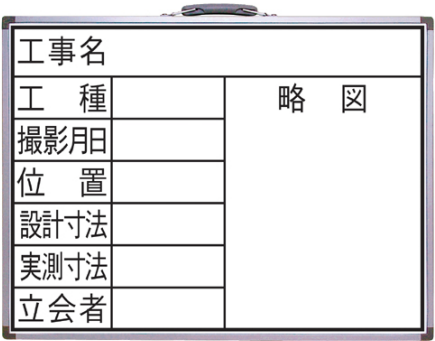 工事名
工種
略図
撮影月日
位置
設計寸法
実測寸法
立会者